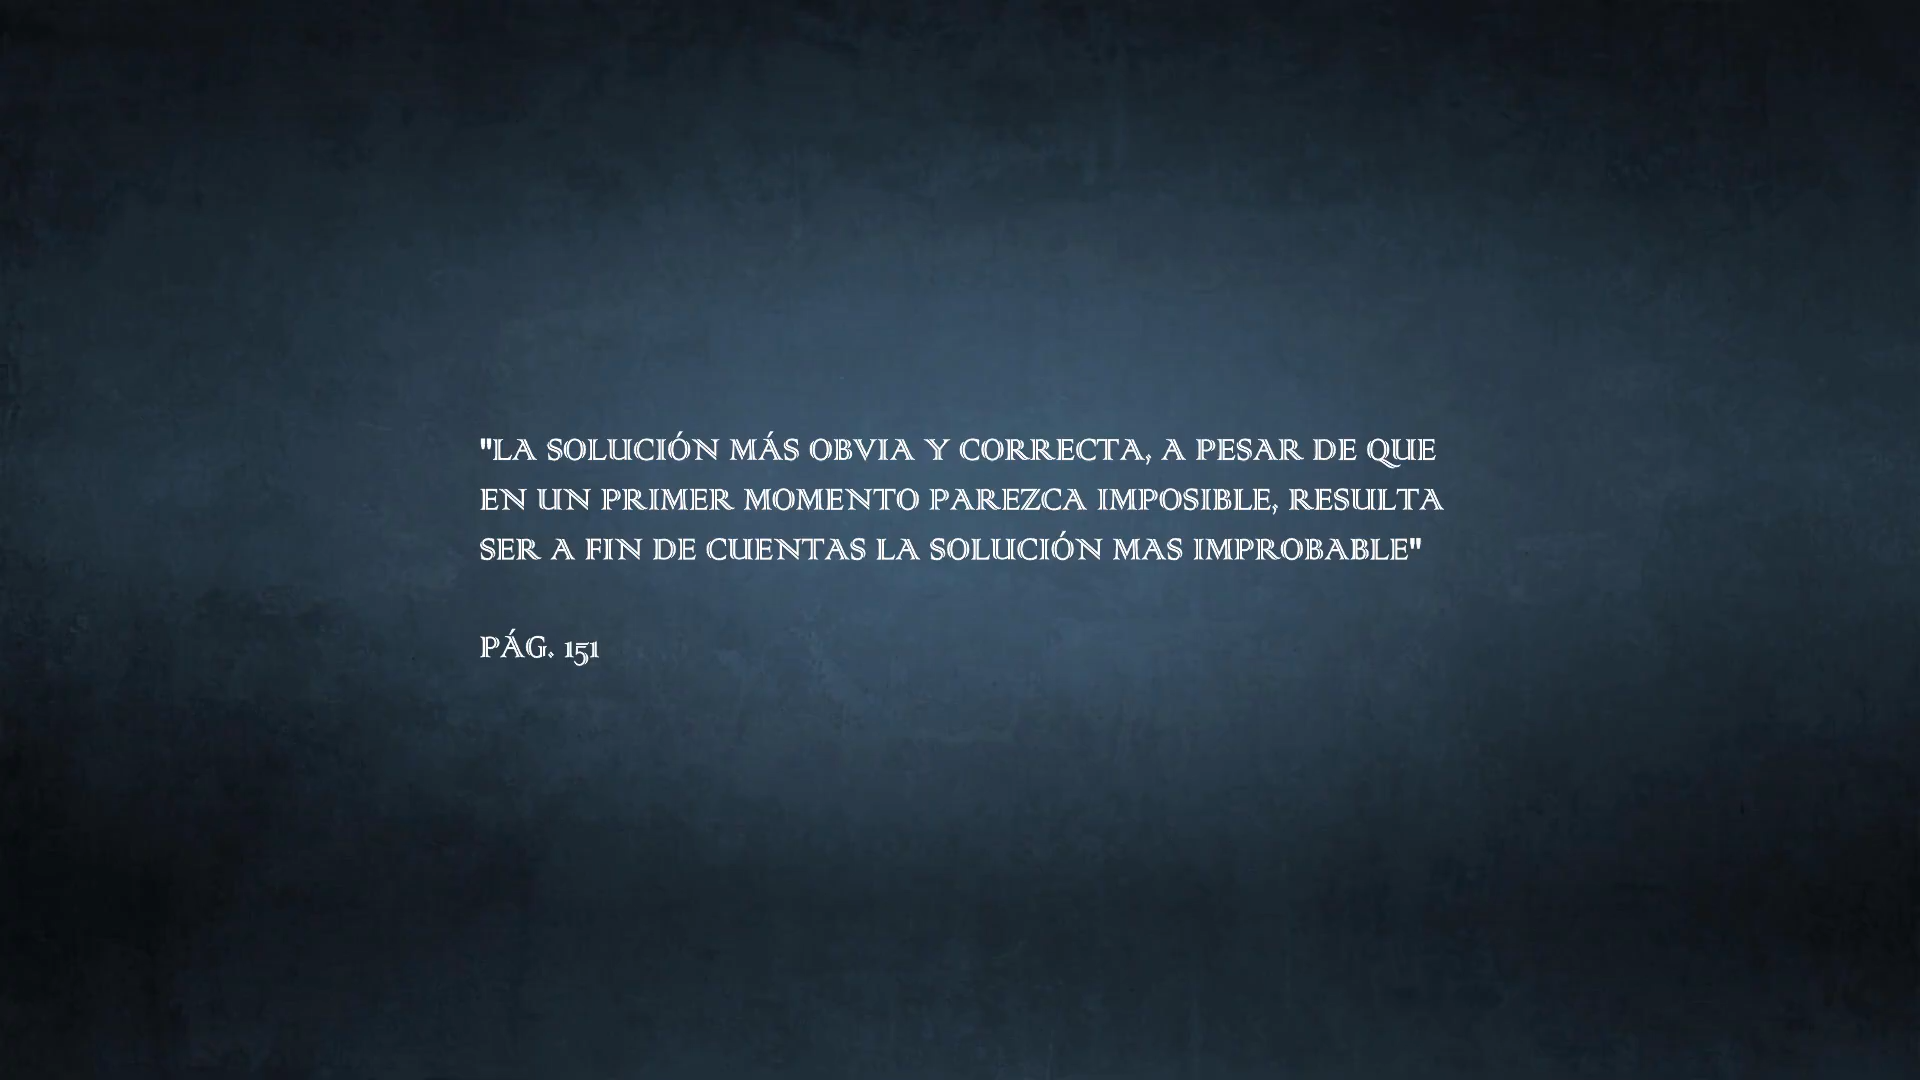 "LA SOLUCIÓN MÁS OBVIA Y CORRECTA, A PESAR DE QUE
EN UN PRIMER MOMENTO PAREZCA IMPOSIBLE, RESULTA
SER A FIN DE CUENTAS LA SOLUCIÓN MAS IMPROBABLE"
PÁG. 151